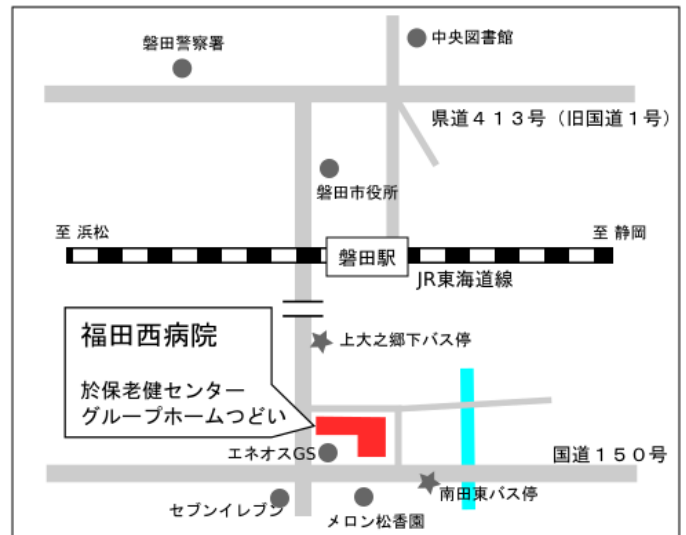 磐田警察署
中央図書館
県道４１３号（旧国道１号）
磐田市役所
至 浜松
至 静岡
磐田駅
JR東海道線
福田西病院
上大之郷下バス停
於保老健センター
グループホームつどい
エネオスGS
国道１５０号
セブンイレブン
南田東バス停
メロン松香園